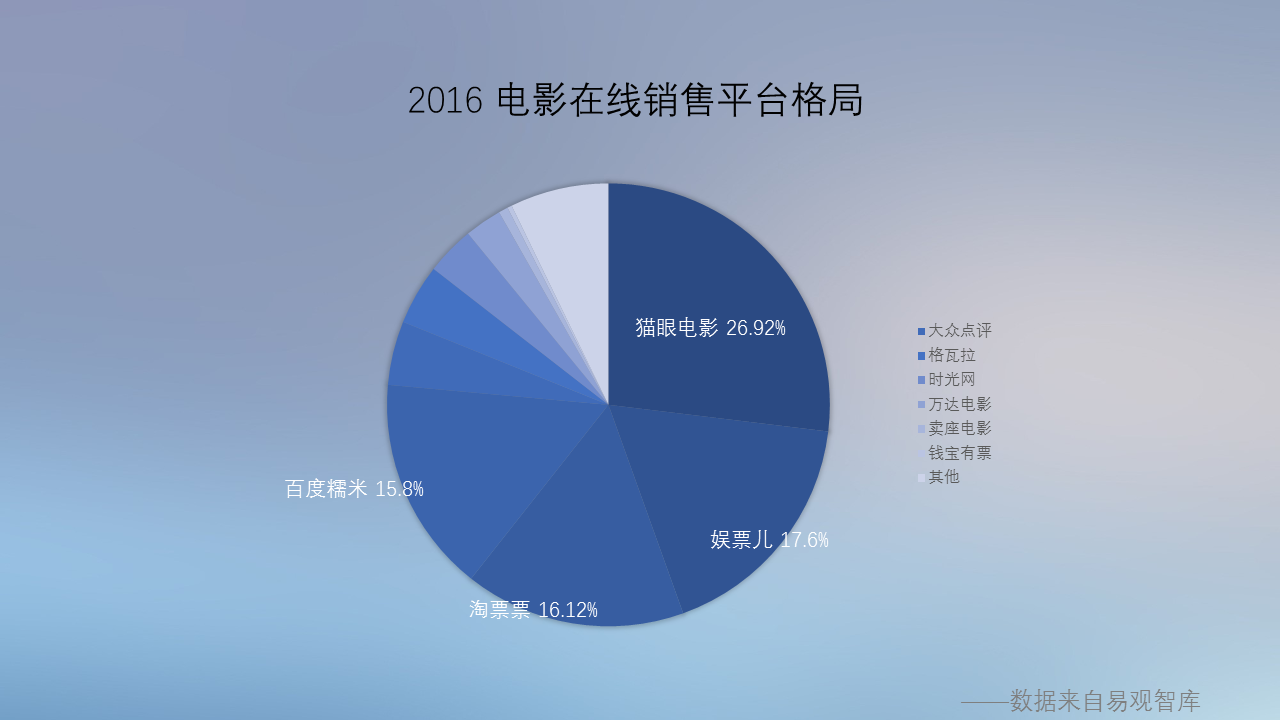 2016 电影在线销售平台格局
猫眼电影 26.92%
百度糯米 15.8%
娱票儿 17.6%
淘票票 16.12%
大众点评
格瓦拉
时光网
万达电影
卖座电影
钱宝有票
其他
——数据来自易观智库